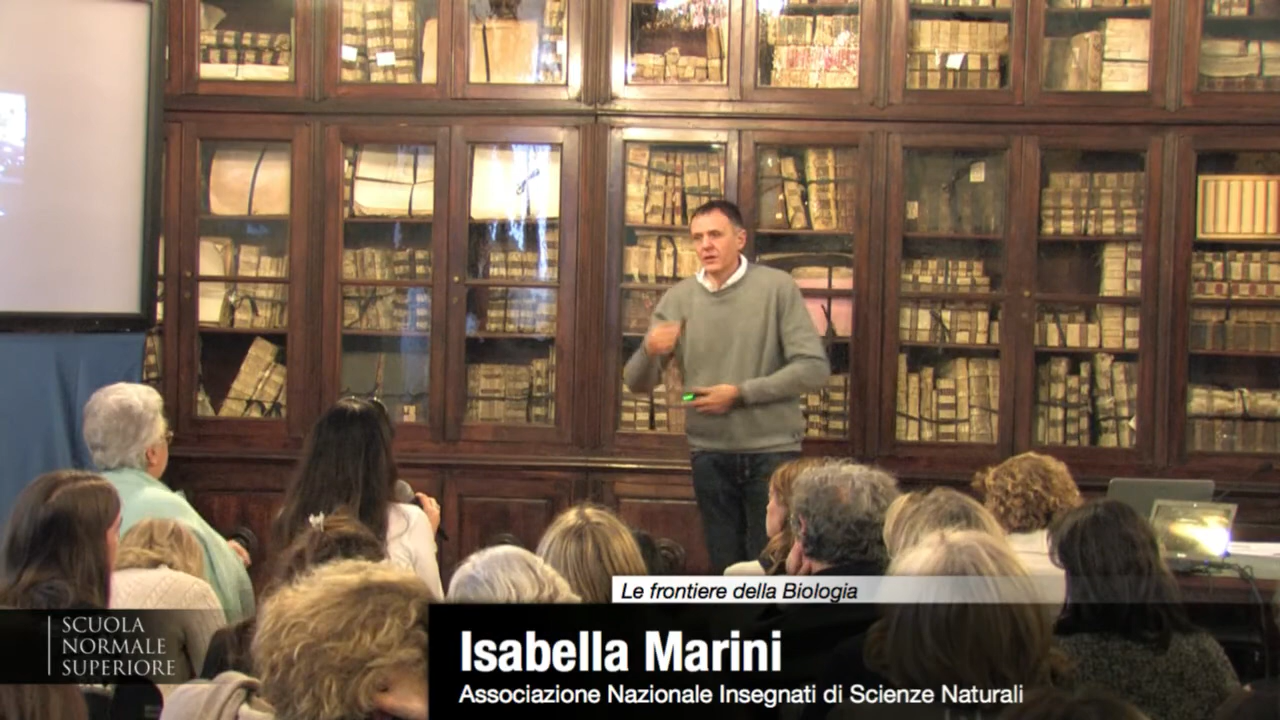 Le frontiere della Biologia
SCUOLA
NORMALE
SUPERIORE
Isabella Marini
Associazione Nazionale Insegnati di Scienze Naturali